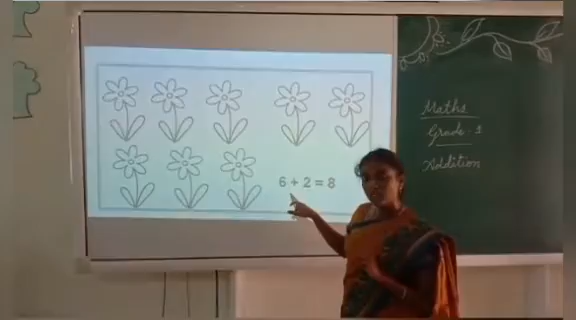 Maths
Grade - 1
Addition
6 + 2 = 8